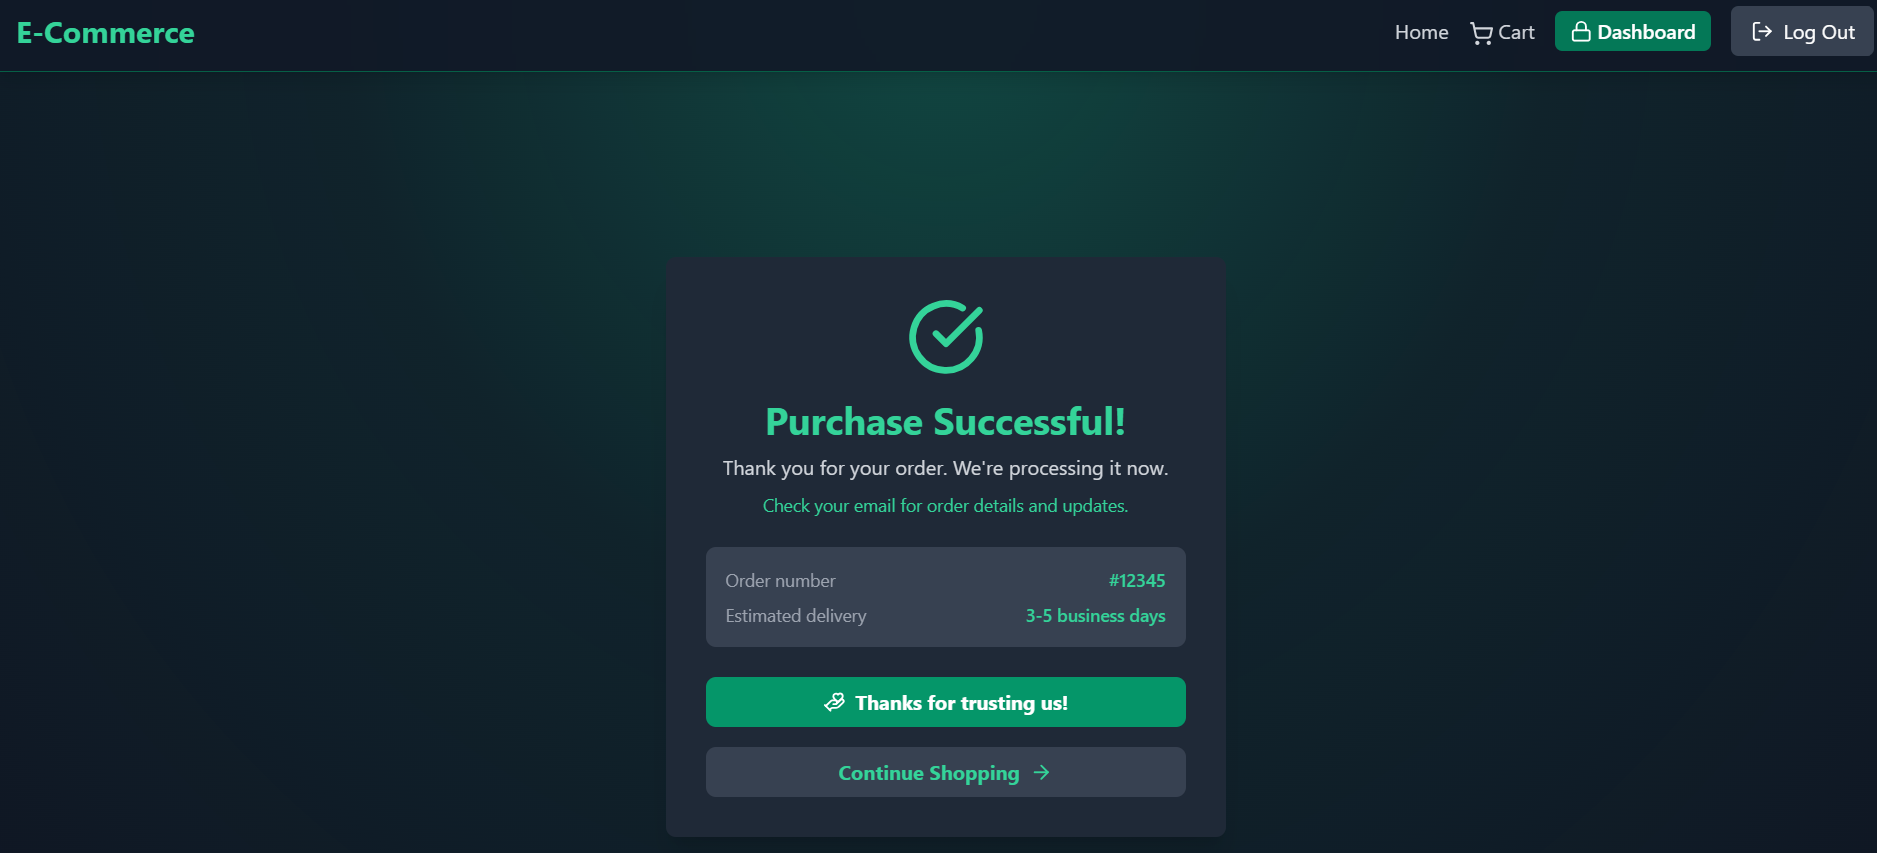 E-Commerce
Home Cart Dashboard Log Out
Purchase Successful!
Thank you for your order. We're processing it now.
Check your email for order details and updates.
Order number #12345
Estimated delivery 3-5 business days
Thanks for trusting us!
Continue Shopping →